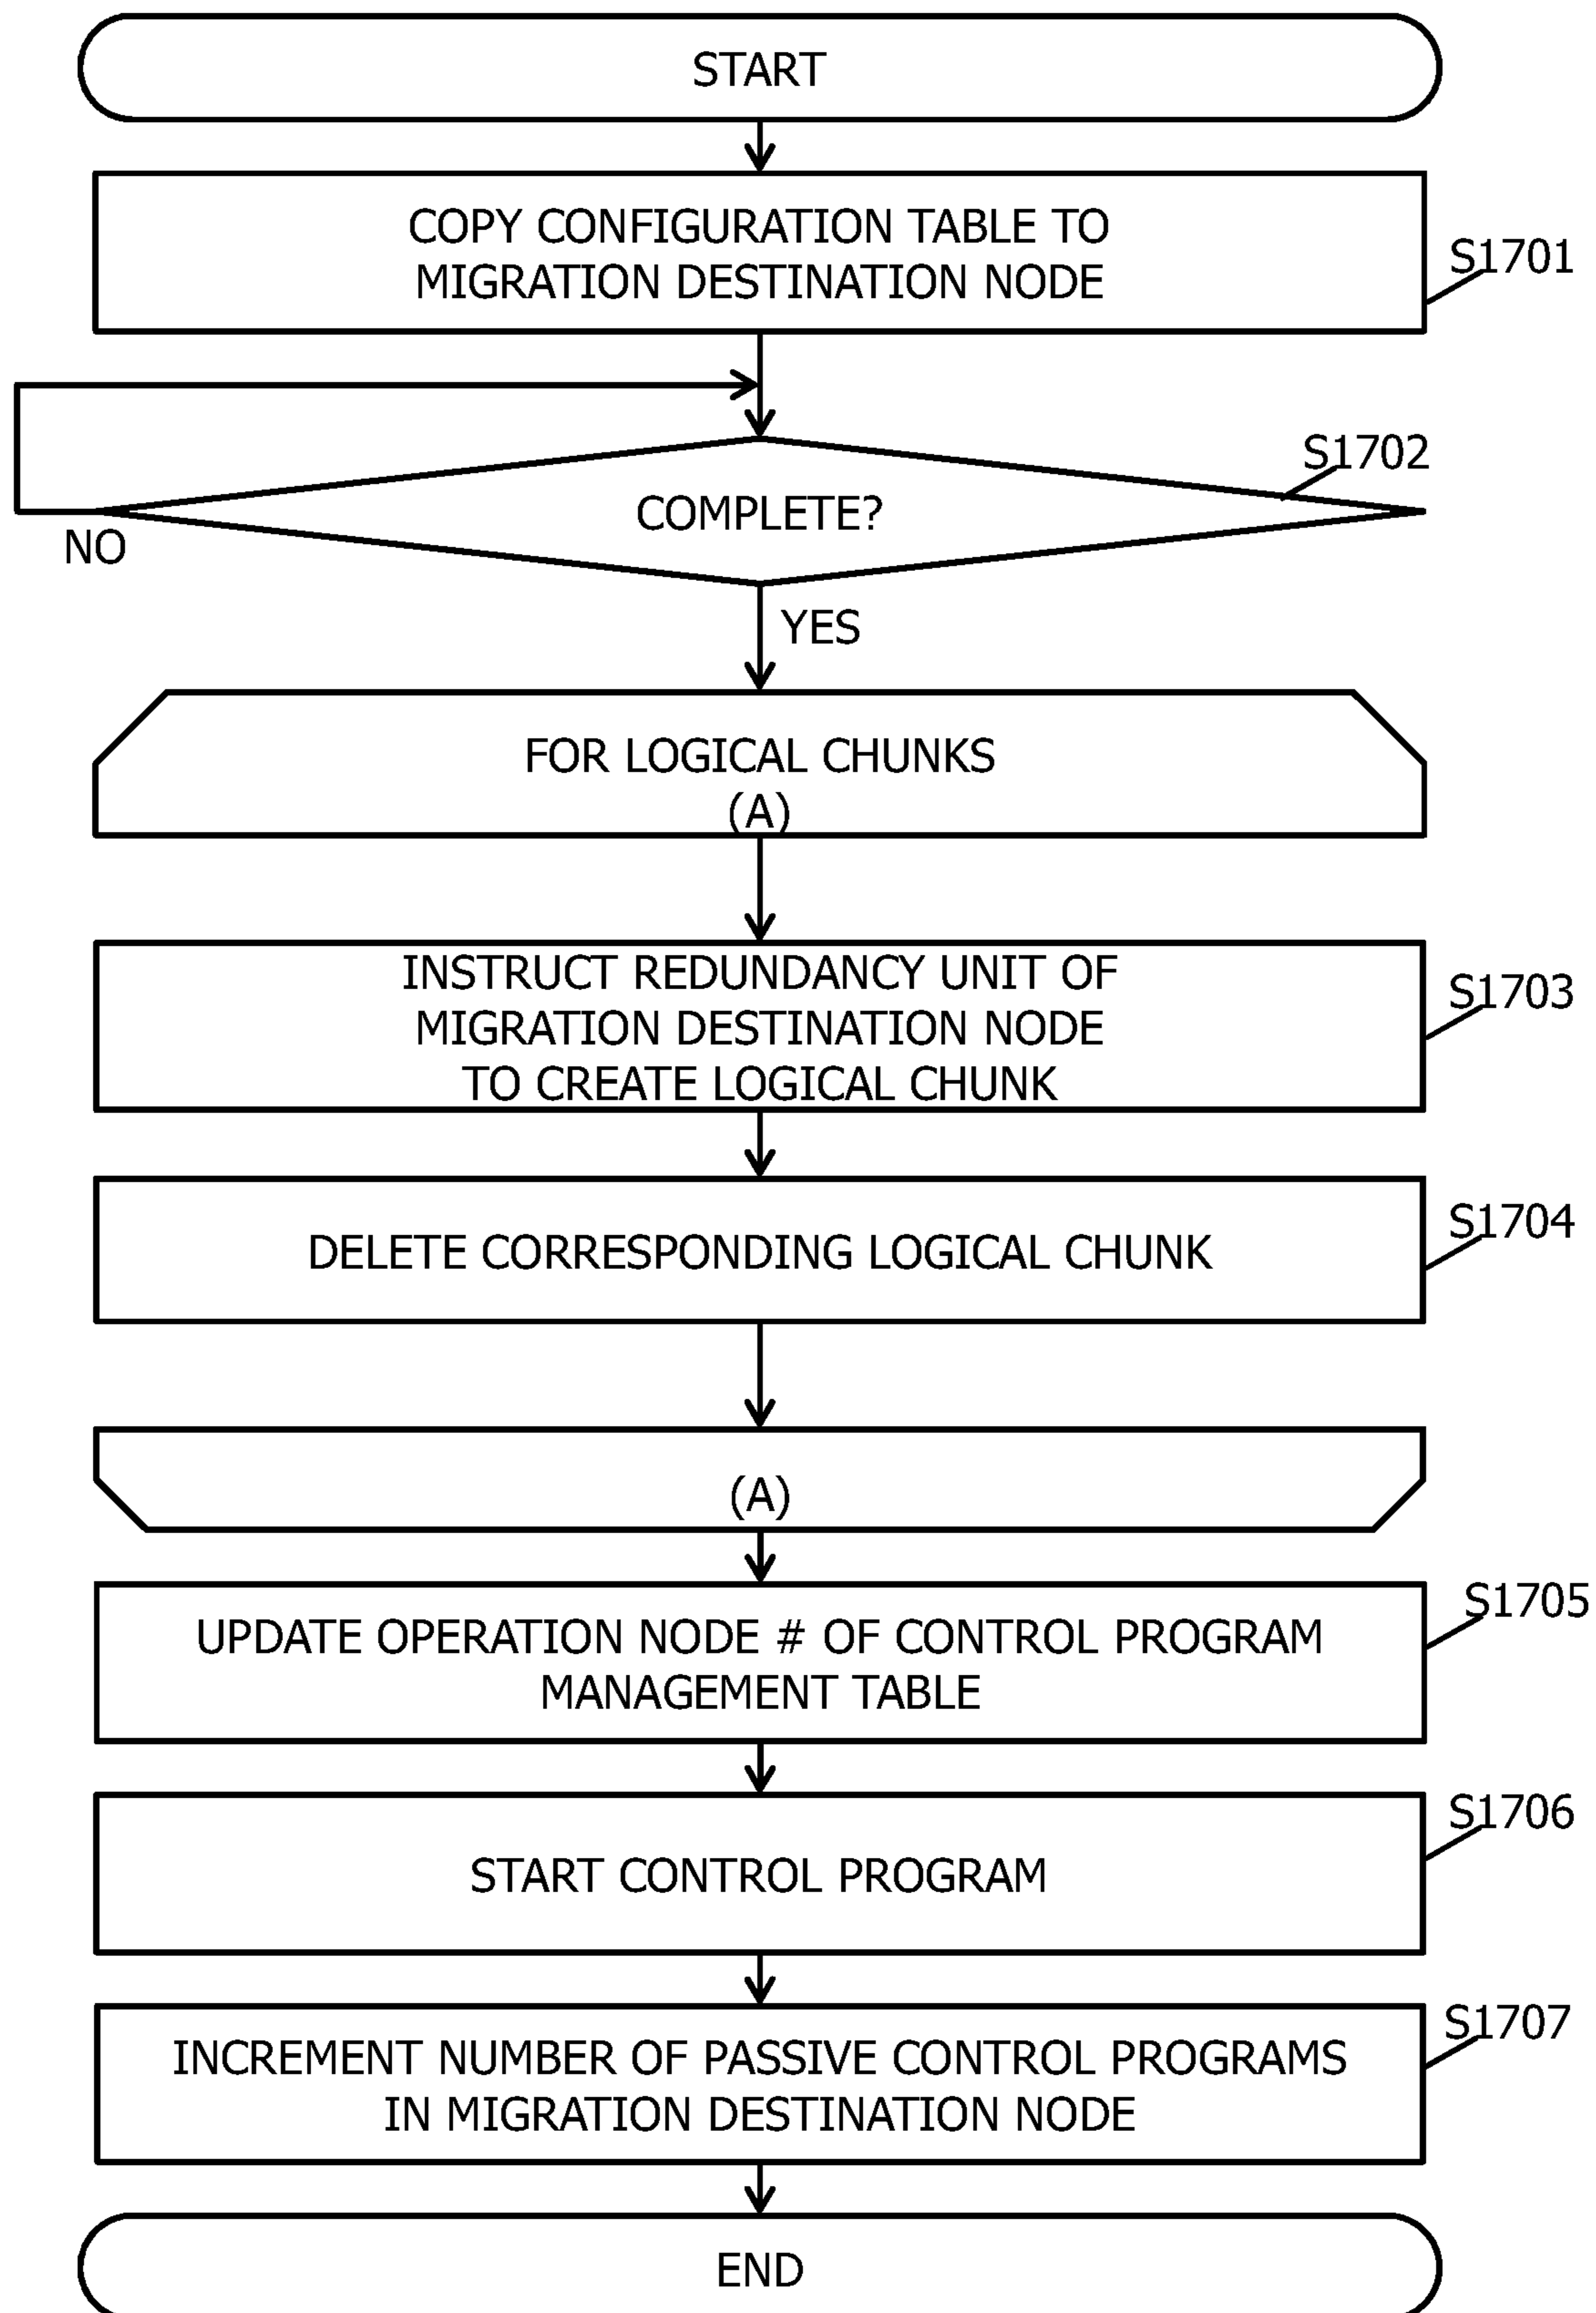 START
COPY CONFIGURATION TABLE TO
MIGRATION DESTINATION NODE
S1701
S1702
COMPLETE?
NO
YES
FOR LOGICAL CHUNKS
(A)
INSTRUCT REDUNDANCY UNIT OF
MIGRATION DESTINATION NODE
TO CREATE LOGICAL CHUNK
S1703
DELETE CORRESPONDING LOGICAL CHUNK
S1704
(A)
UPDATE OPERATION NODE # OF CONTROL PROGRAM
MANAGEMENT TABLE
S1705
START CONTROL PROGRAM
S1706
INCREMENT NUMBER OF PASSIVE CONTROL PROGRAMS
IN MIGRATION DESTINATION NODE
S1707
END